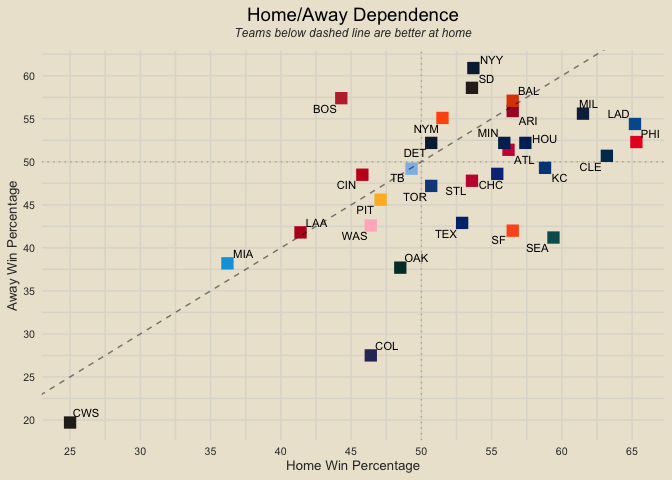 Home/Away Dependence
Teams below dashed line are better at home
Away Win Percentage
60
55
50
45
40
35
30
25
20
NYY
SD
BOS
BAL
MIL
LAD
NYM
ARI
PHI
MIN
HOU
DET
ATL
CLE
TB
CIN
STL
CHC
KC
TOR
PIT
LAA
WAS
TEX
SF
SEA
MIA
OAK
COL
CWS
25
30
35
40
45
50
55
60
65
Home Win Percentage